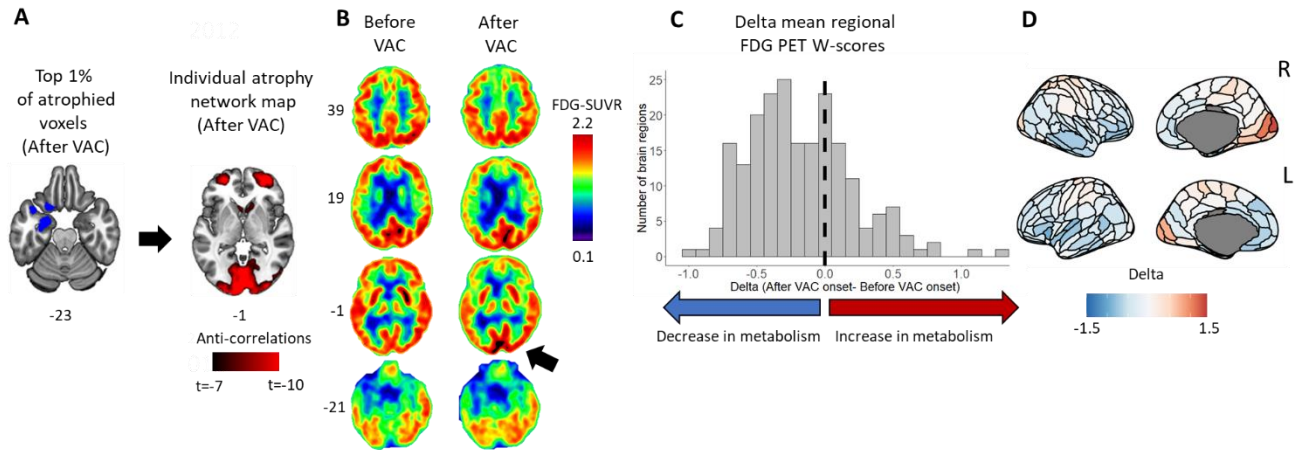 A
Top 1%
of atrophied
voxels
(After VAC)
-23
Individual atrophy
network map
(After VAC)
-1
Anti-correlations
t=-7
t=-10
B
Before
VAC
After
VAC
39
19
-1
-21
FDG-SUVR
2.2
0.1
C
Delta mean regional
FDG PET W-scores
Number of brain regions
25
20
15
10
5
0
-1.0
-0.5
0.0
0.5
1.0
Delta (After VAC onset- Before VAC onset)
Decrease in metabolism
Increase in metabolism
D
R
L
Delta
-1.5
1.5